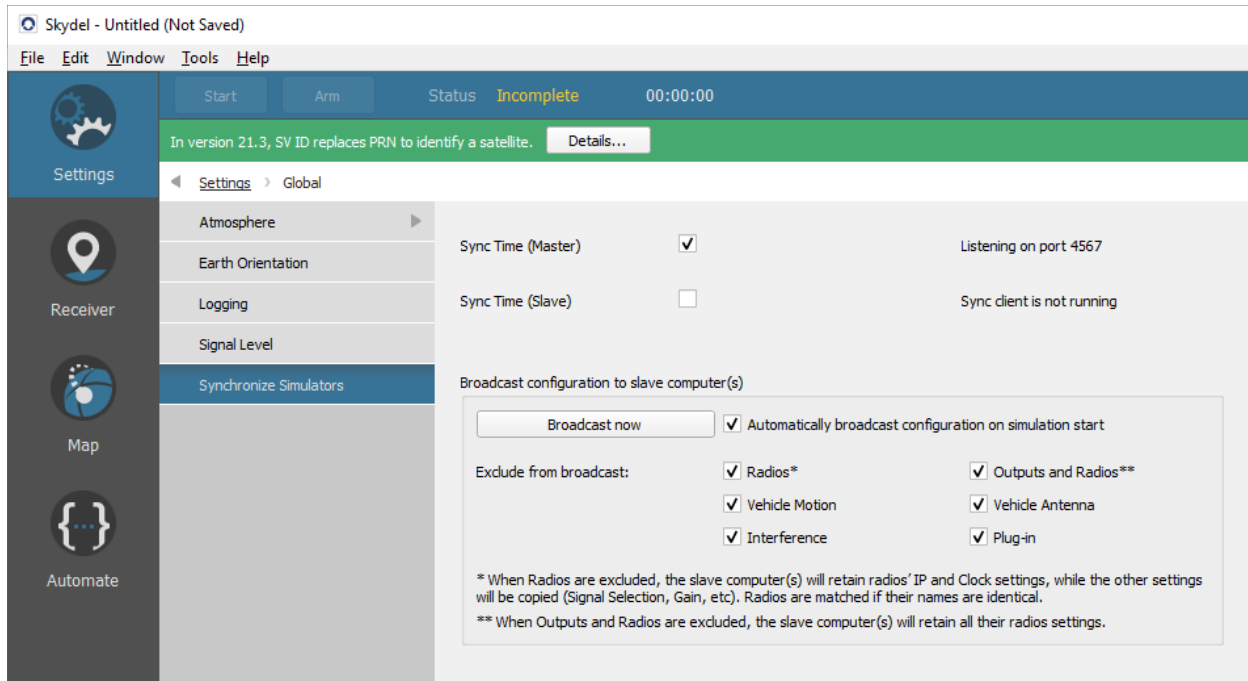 Skydel - Untitled (Not Saved)
File Edit Window Tools Help
Start Arm Status Incomplete 00:00:00
In version 21.3, SV ID replaces PRN to identify a satellite. Details...
Settings
Settings Global
Atmosphere
Earth Orientation
Logging
Signal Level
Synchronize Simulators
Receiver
Map
{...}
Automate
Sync Time (Master) Listening on port 4567
Sync Time (Slave) Sync client is not running
Broadcast configuration to slave computer(s)
Broadcast now Automatically broadcast configuration on simulation start
Exclude from broadcast: Radios* Outputs and Radios**
Vehicle Motion Vehicle Antenna
Interference Plug-in
* When Radios are excluded, the slave computer(s) will retain radios' IP and Clock settings, while the other settings
will be copied (Signal Selection, Gain, etc). Radios are matched if their names are identical.
** When Outputs and Radios are excluded, the slave computer(s) will retain all their radios settings.